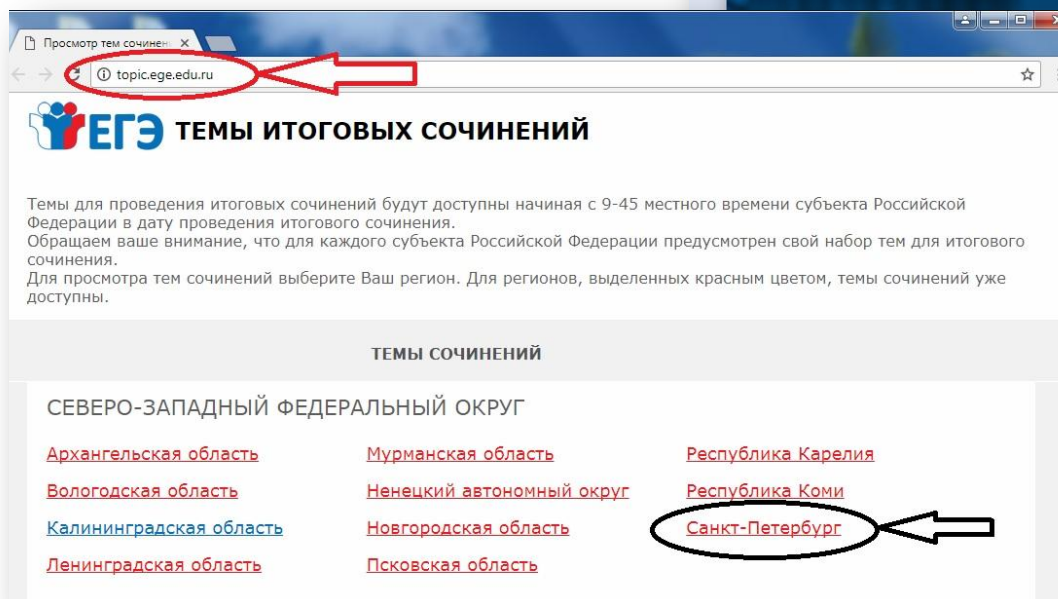 Просмотр тем сочинен
topic.ege.edu.ru
ЕГЭ ТЕМЫ ИТОГОВЫХ СОЧИНЕНИЙ
Темы для проведения итоговых сочинений будут доступны начиная с 9-45 местного времени субъекта Российской
Федерации в дату проведения итогового сочинения.
Обращаем ваше внимание, что для каждого субъекта Российской Федерации предусмотрен свой набор тем для итогового
сочинения.
Для просмотра тем сочинений выберите Ваш регион. Для регионов, выделенных красным цветом, темы сочинений уже
доступны.
ТЕМЫ СОЧИНЕНИЙ
СЕВЕРО-ЗАПАДНЫЙ ФЕДЕРАЛЬНЫЙ ОКРУГ
Архангельская область Мурманская область Республика Карелия
Вологодская область Ненецкий автономный округ Республика Коми
Калининградская область Новгородская область Санкт-Петербург
Ленинградская область Псковская область